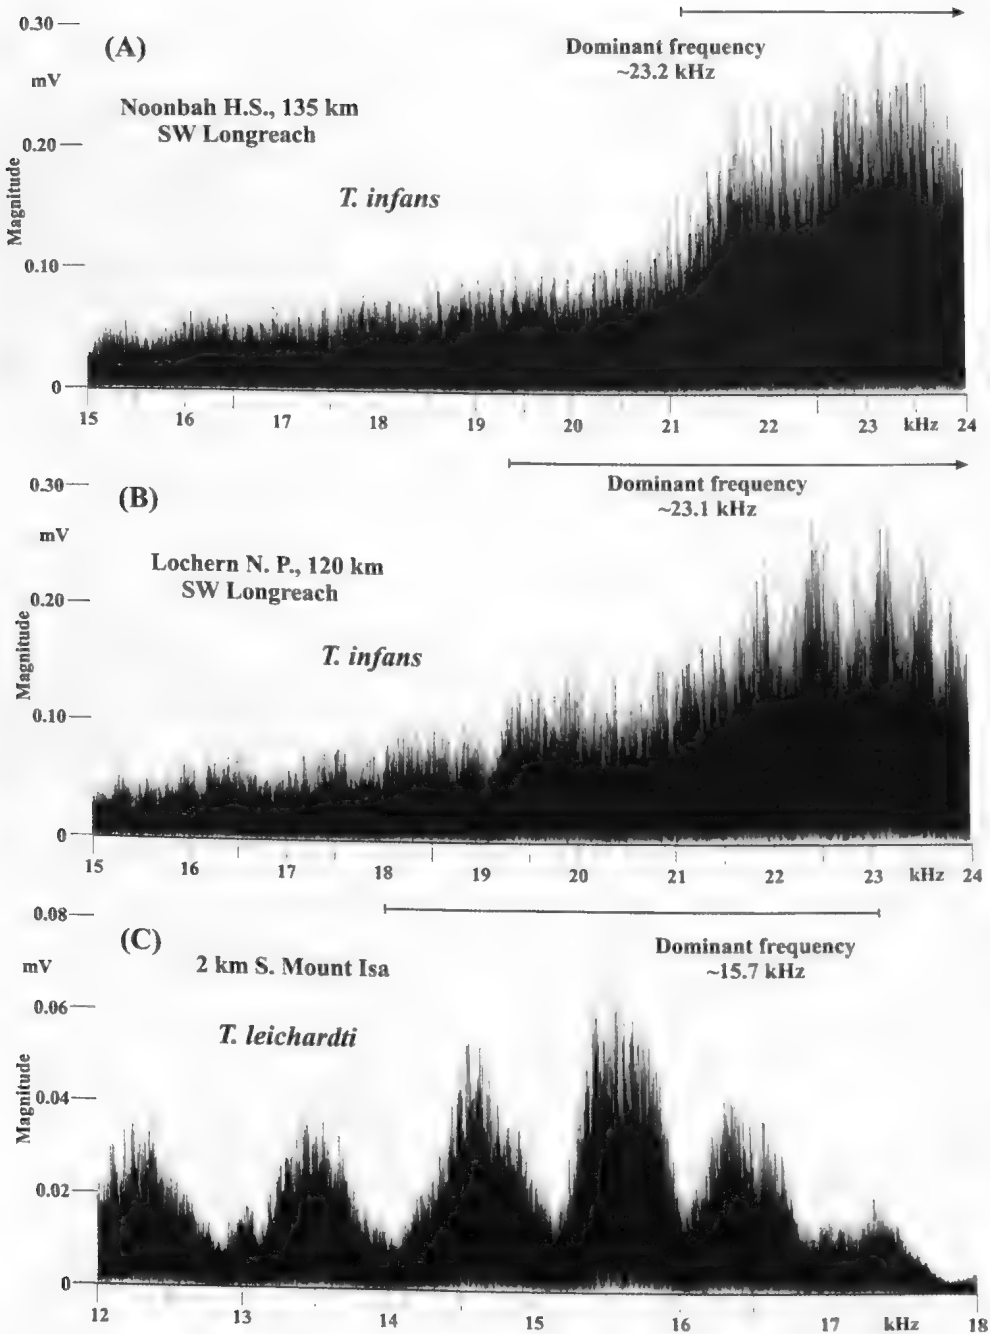 (A)
0.30
mV
0.20
Magnitude
0.10
0
Dominant frequency
~23.2 kHz
Noonbah H.S., 135 km
SW Longreach
T. infans
15 16 17 18 19 20 21 22 23 kHz 24
(B)
0.30
mV
0.20
Magnitude
0.10
0
Dominant frequency
~23.1 kHz
Lochern N. P., 120 km
SW Longreach
T. infans
15 16 17 18 19 20 21 22 23 kHz 24
(C)
0.08
mV
0.06
0.04
Magnitude
0.02
0
Dominant frequency
~15.7 kHz
2 km S. Mount Isa
T. leichardti
12 13 14 15 16 17 kHz 18